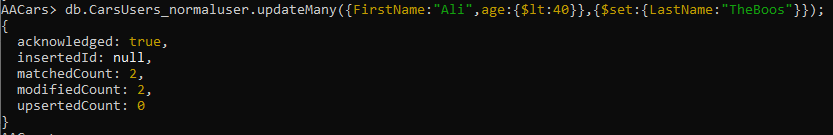 AACars> db.CarsUsers_normaluser.updateMany({FirstName:"Ali",age:{$lt:40}},{$set:{LastName:"TheBoos"}});
{
  acknowledged: true,
  insertedId: null,
  matchedCount: 2,
  modifiedCount: 2,
  upsertedCount: 0
}